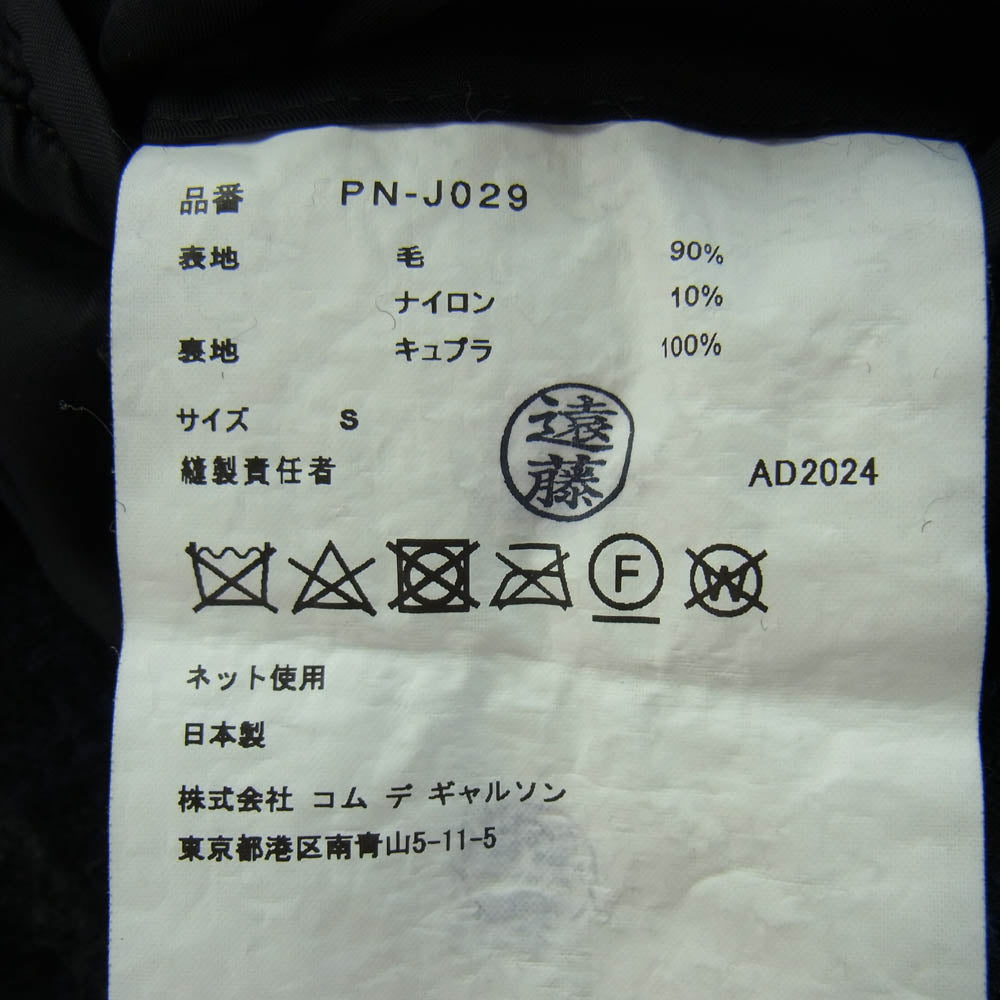 品番 PN-J029
表地 毛 90%
ナイロン 10%
裏地 キュプラ 100%
サイズ S
縫製責任者 遠藤 AD2024
F W
ネット使用
日本製
株式会社 コム デ ギャルソン
東京都港区南青山5-11-5